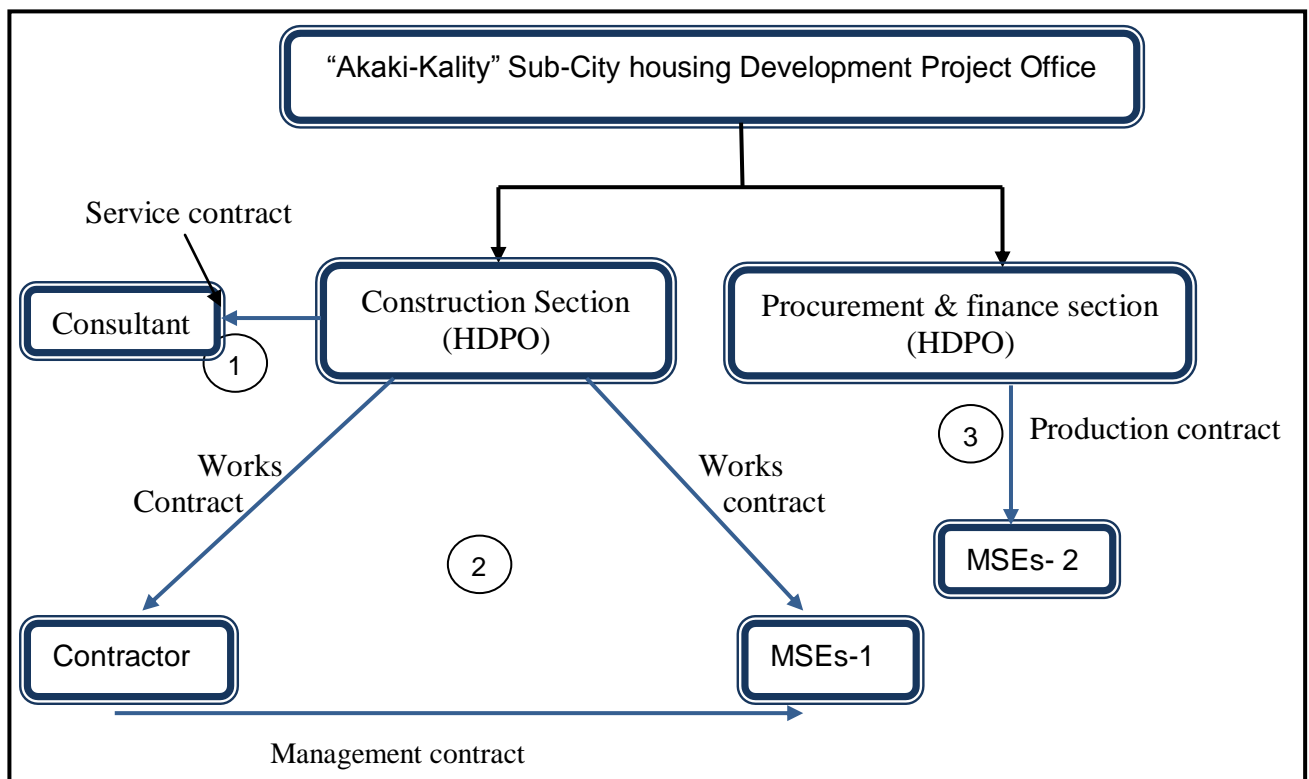 “Akaki-Kality” Sub-City housing Development Project Office
Service contract
Consultant
Construction Section
(HDPO)
Procurement & finance section
(HDPO)
1
3
Production contract
Works
Contract
Works
contract
2
MSEs- 2
Contractor
MSEs-1
Management contract